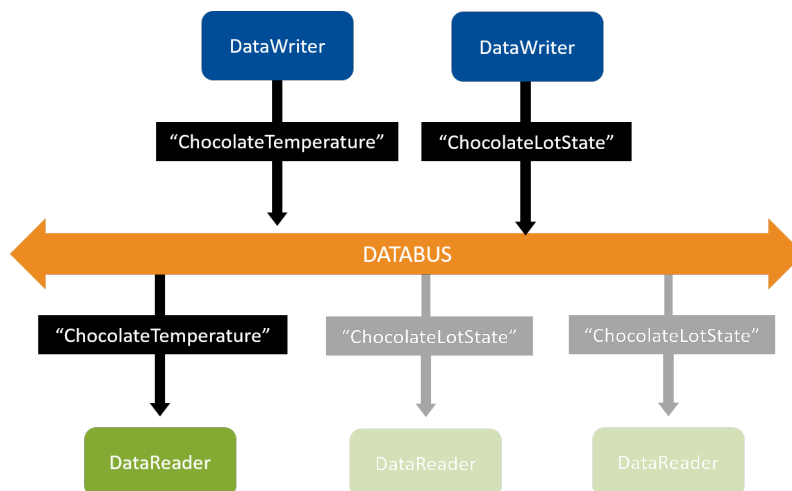 DataWriter
DataWriter
“ChocolateTemperature”
“ChocolateLotState”
DATABUS
“ChocolateTemperature”
“ChocolateLotState”
“ChocolateLotState”
DataReader
DataReader
DataReader